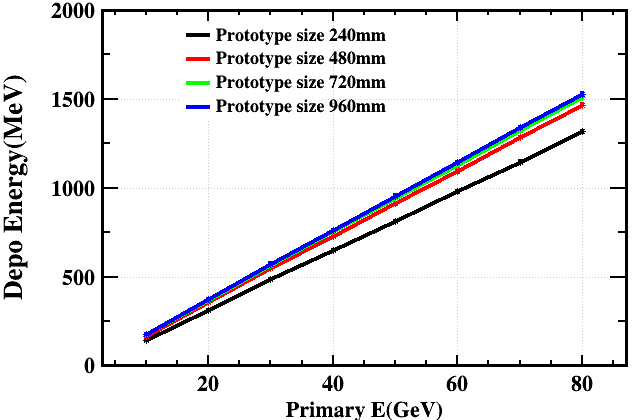 2000
1500
1000
500
0
Depo Energy(MeV)
Prototype size 240mm
Prototype size 480mm
Prototype size 720mm
Prototype size 960mm
20 40 60 80
Primary E(GeV)